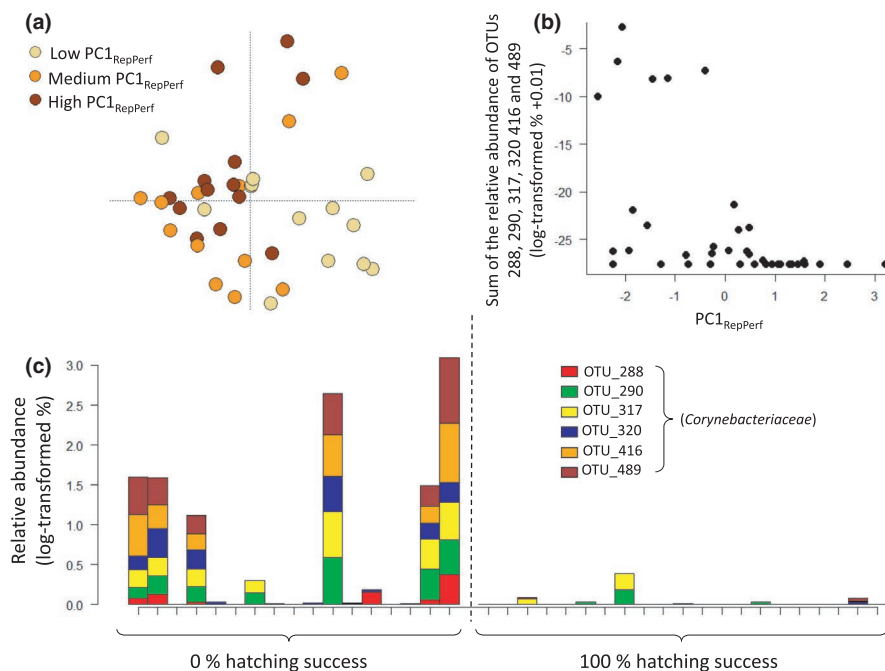 (a)
Low PC1RepPerf
Medium PC1RepPerf
High PC1RepPerf
(b)
Sum of the relative abundance of OTUs
288, 290, 317, 320 416 and 489
(log-transformed % +0.01)
-5
-10
-15
-20
-25
-2
-1
0
1
2
3
PC1RepPerf
(c)
Relative abundance
(log-transformed %)
3.0
2.5
2.0
1.5
1.0
0.5
0.0
OTU_288
OTU_290
OTU_317
OTU_320
OTU_416
OTU_489
(Corynebacteriaceae)
0 % hatching success
100 % hatching success